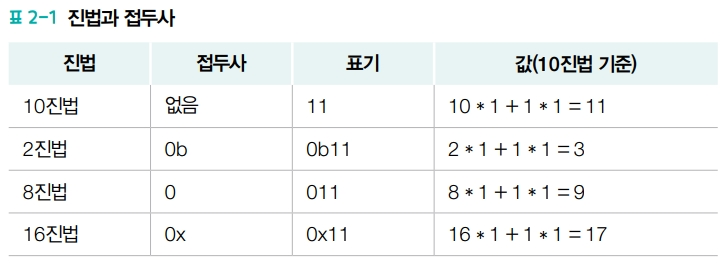 표 2-1 진법과 접두사
진법 접두사 표기 값(10진법 기준)
10진법 없음 11 10 * 1 + 1 * 1 = 11
2진법 0b 0b11 2 * 1 + 1 * 1 = 3
8진법 0 011 8 * 1 + 1 * 1 = 9
16진법 0x 0x11 16 * 1 + 1 * 1 = 17